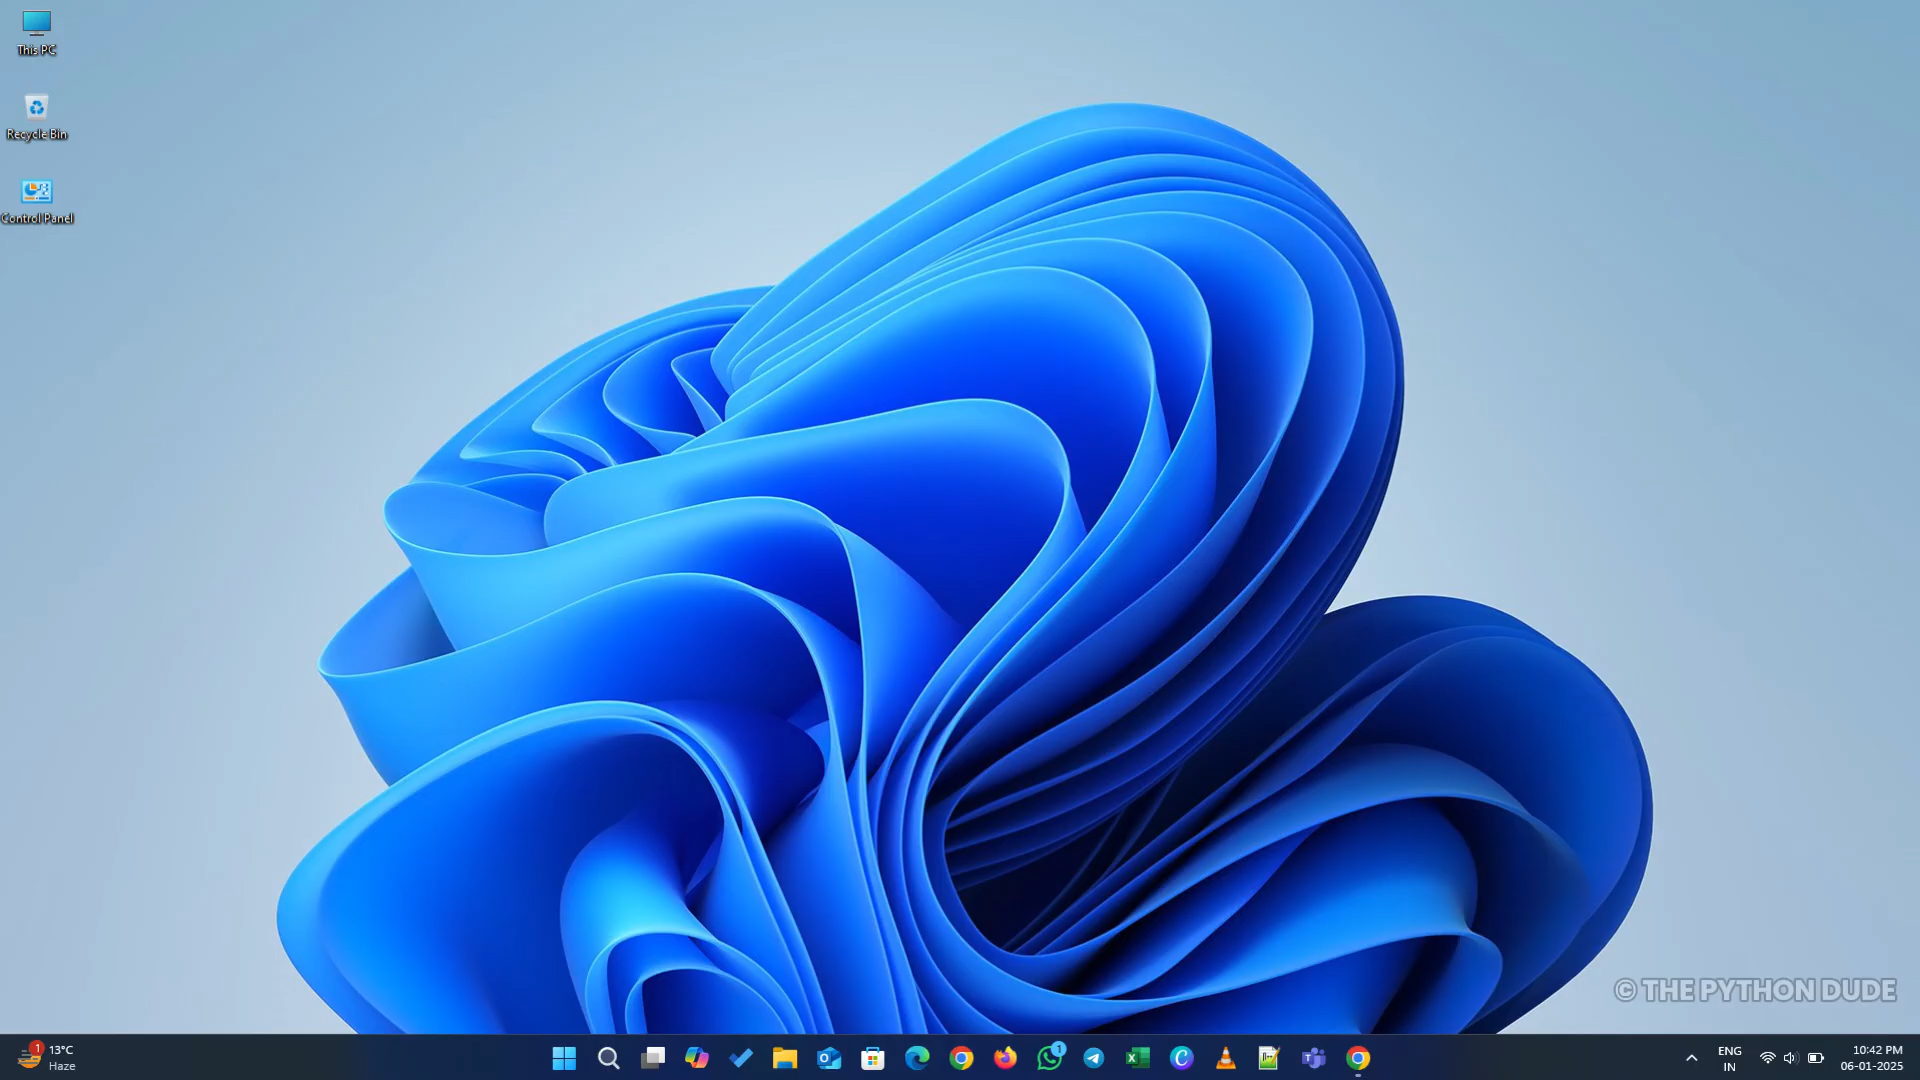 This PC
Recycle Bin
Control Panel
© THE PYTHON DUDE
1
13°C
Haze
1
ENG
IN
10:42 PM
06-01-2025